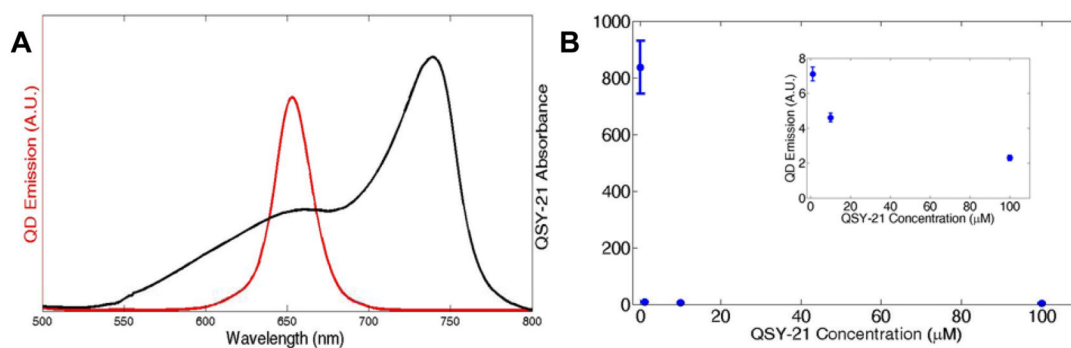 A
QD Emission (A.U.)
QSY-21 Absorbance
500 550 600 650 700 750 800
Wavelength (nm)
B
1000
800
600
400
200
0
0 20 40 60 80 100
QSY-21 Concentration (μM)
QD Emission (A.U.)
8
6
4
2
0
0 20 40 60 80 100
QSY-21 Concentration (μM)